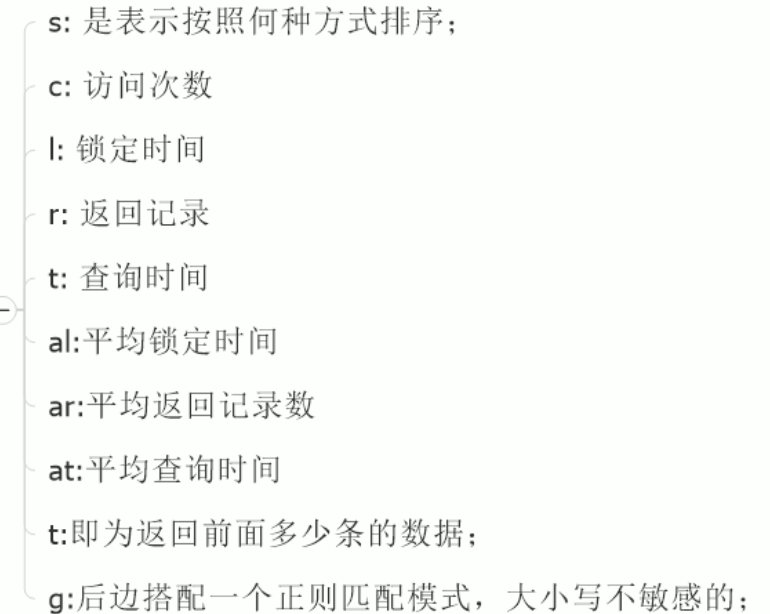 s: 是表示按照何种方式排序；
c: 访问次数
l: 锁定时间
r: 返回记录
t: 查询时间
al:平均锁定时间
ar:平均返回记录数
at:平均查询时间
t:即为返回前面多少条的数据；
g:后边搭配一个正则匹配模式，大小写不敏感的；